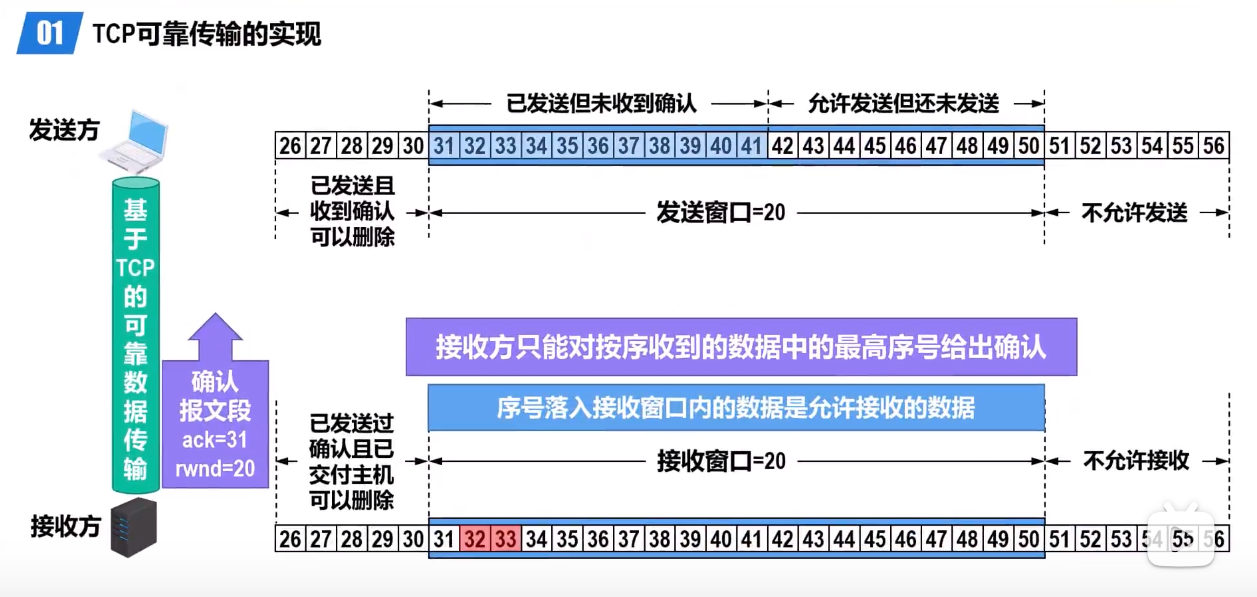 01 TCP可靠传输的实现
已发送但未收到确认 允许发送但还未发送
发送方
26 27 28 29 30 31 32 33 34 35 36 37 38 39 40 41 42 43 44 45 46 47 48 49 50 51 52 53 54 55 56
已发送且
收到确认
可以删除
发送窗口=20
不允许发送
基于TCP的可靠数据传输
确认
报文段
ack=31
rwnd=20
接收方只能对按序收到的数据中的最高序号给出确认
序号落入接收窗口内的数据是允许接收的数据
已发送过
确认且已
交付主机
可以删除
接收窗口=20
不允许接收
接收方
26 27 28 29 30 31 32 33 34 35 36 37 38 39 40 41 42 43 44 45 46 47 48 49 50 51 52 53 54 55 56